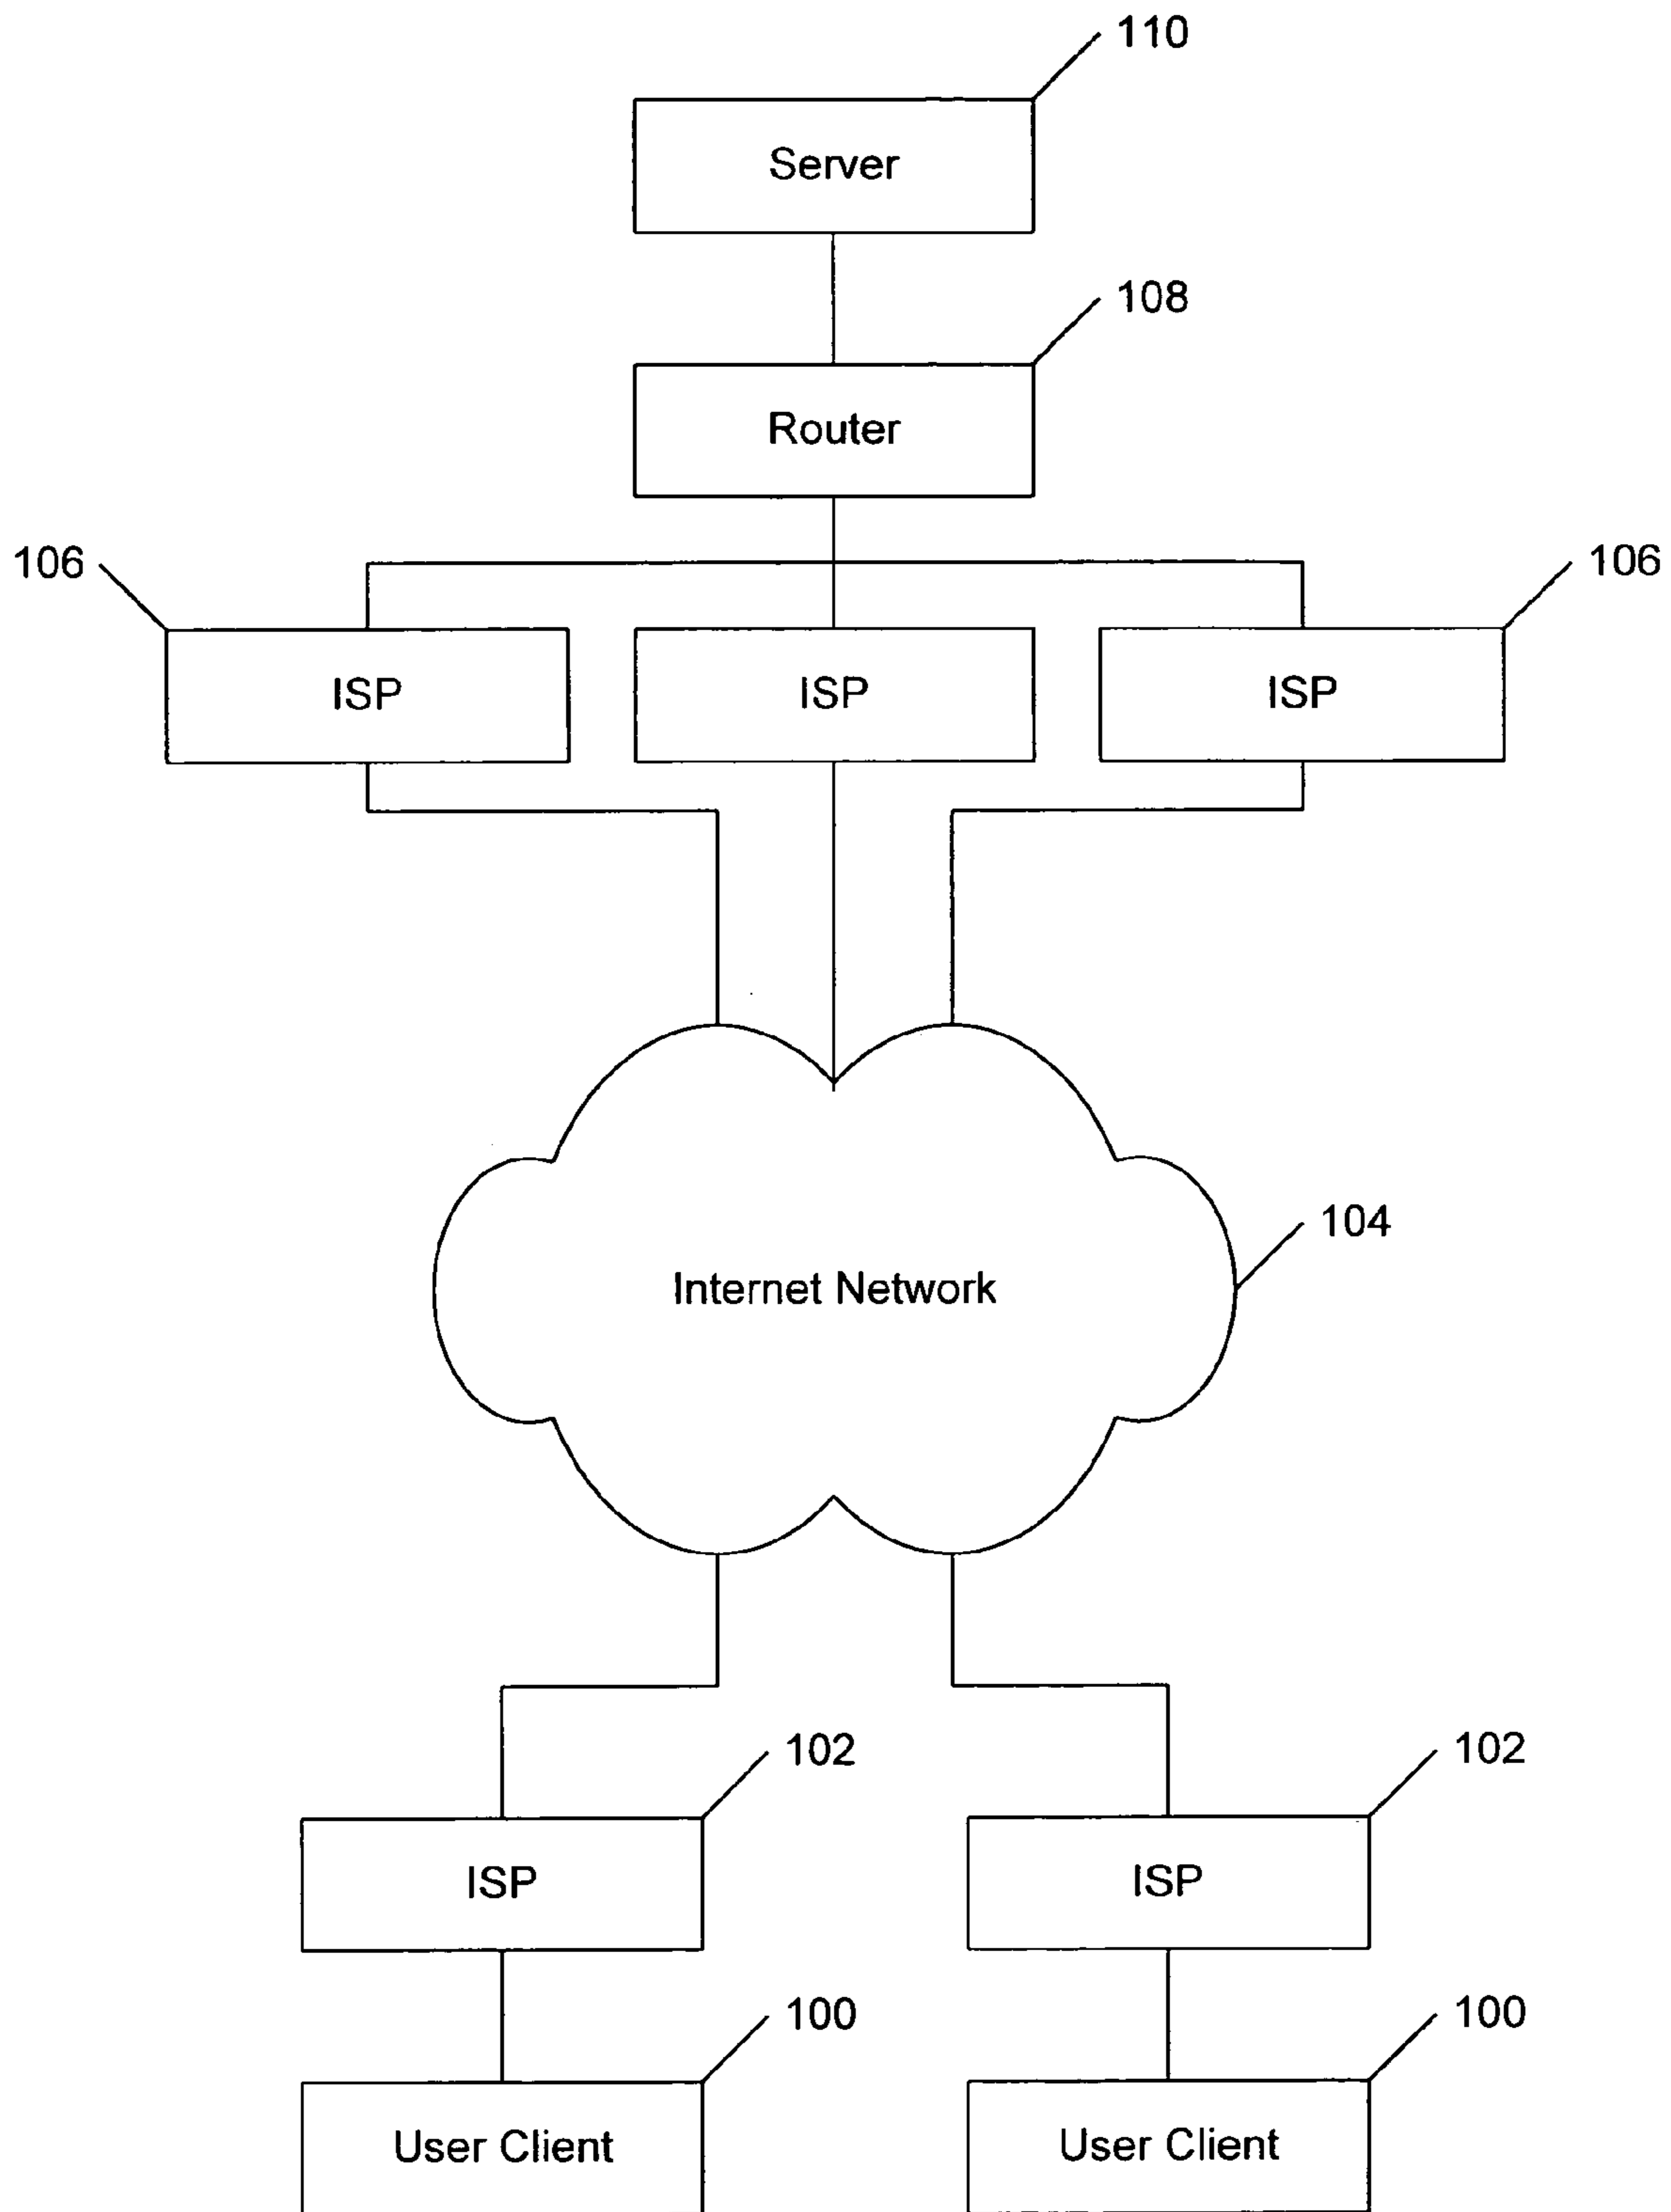 110
Server
108
Router
106
106
ISP
ISP
ISP
104
Internet Network
102
102
ISP
ISP
100
100
User Client
User Client